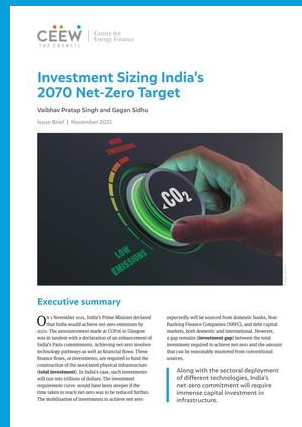 CEEW
THE COUNCIL
Centre for
Energy Finance
Investment Sizing India's
2070 Net-Zero Target
Vaibhav Pratap Singh and Gagan Sidhu
Issue Brief | November 2021
HIGH
EMISSIONS
CO2
LOW
EMISSIONS
Executive summary
On 1 November 2021, India's Prime Minister declared
that India would achieve net-zero emissions by
2070. The announcement made at COP26 in Glasgow
was in tandem with a declaration of an enhancement of
India's Paris commitments. Achieving net-zero involves
technology pathways as well as financial flows. These
finance flows, or investments, are required to fund the
construction of the associated physical infrastructure
(total investment). In India's case, such investments
will run into trillions of dollars. The investment
requirement curve would have been steeper if the
time taken to reach net-zero was to be reduced further.
The mobilisation of investments to achieve net-zero
expectedly will be sourced from domestic banks, Non-
Banking Finance Companies (NBFC), and debt capital
markets, both domestic and international. However,
a gap remains (investment gap) between the total
investment required to achieve net-zero and the amount
that can be reasonably mustered from conventional
sources.
Along with the sectoral deployment
of different technologies, India's
net-zero commitment will require
immense capital investment in
infrastructure.